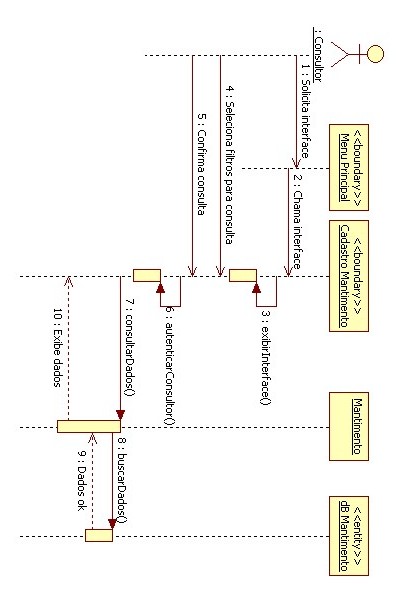 : Consultor
<<boundary>>
Menu Principal
<<boundary>>
Cadastro Mantimento
Mantimento
<<entity>>
dB Mantimento
1 : Solicita interface
2 : Chama interface
3 : exibirInterface()
4 : Seleciona filtros para consulta
5 : Confirma consulta
6 : autenticarConsultor()
7 : consultarDados()
8 : buscarDados()
9 : Dados ok
10 : Exibe dados